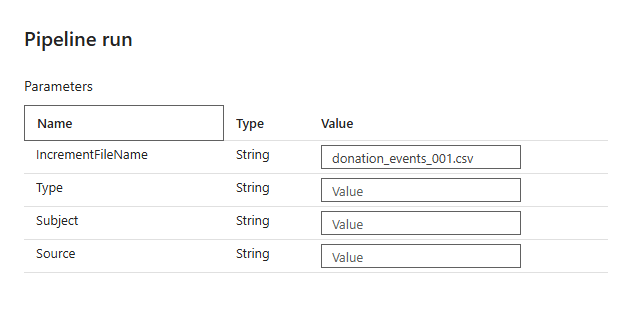 Pipeline run
Parameters
Name Type Value
IncrementFileName String donation_events_001.csv
Type String Value
Subject String Value
Source String Value